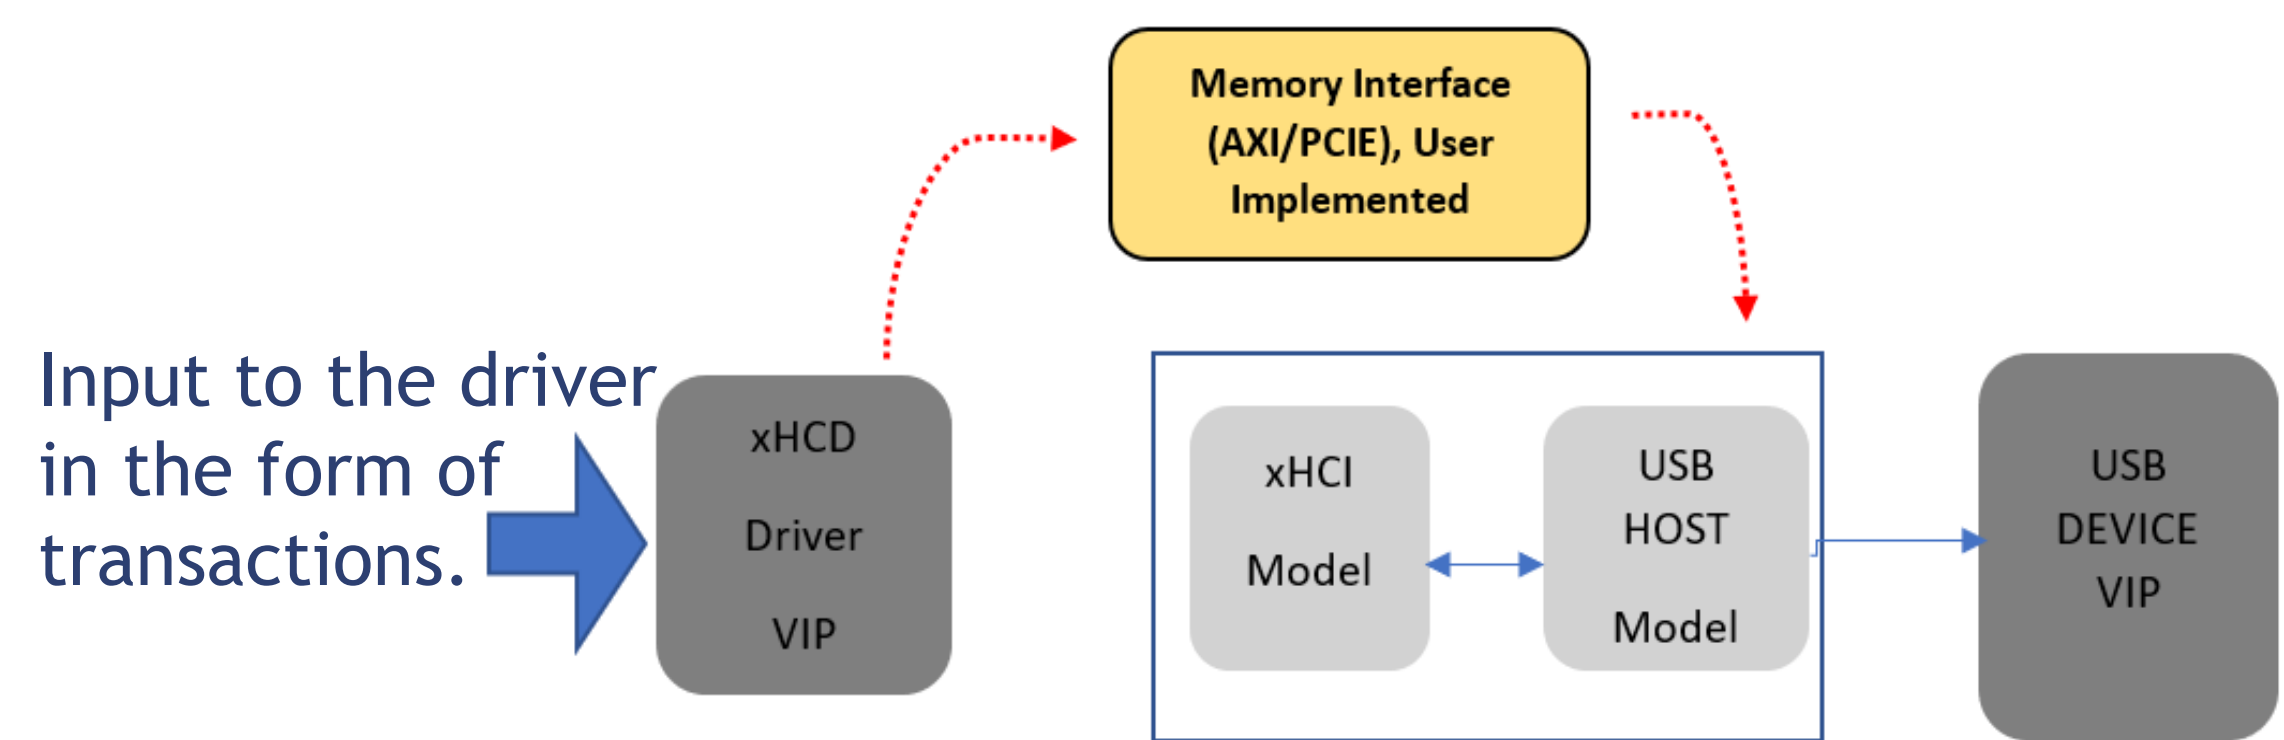 Memory Interface
(AXI/PCIE), User
Implemented
Input to the driver
in the form of
transactions.
xHCD
Driver
VIP
xHCI
Model
USB
HOST
Model
USB
DEVICE
VIP